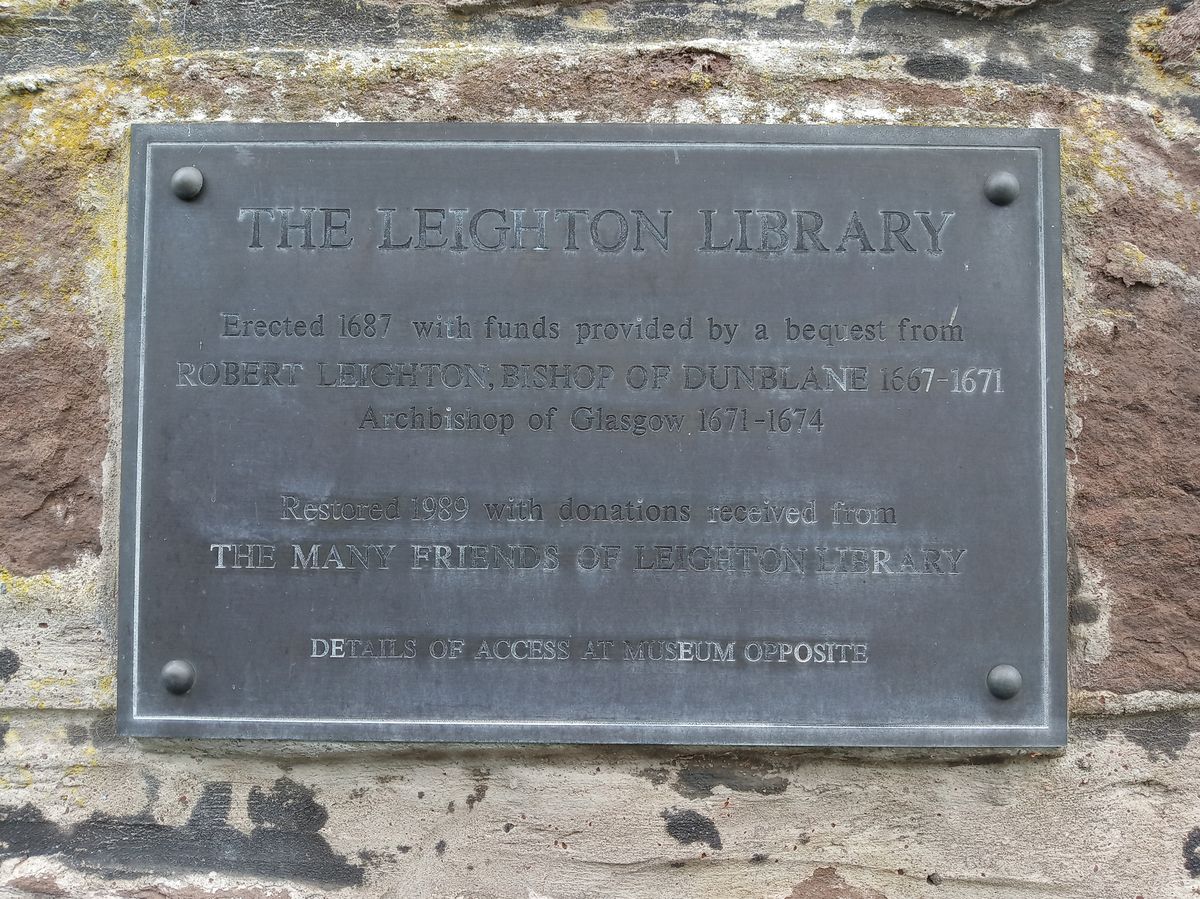 THE LEIGHTON LIBRARY
Erected 1687 with funds provided by a bequest from
ROBERT LEIGHTON, BISHOP OF DUNBLANE 1667-1671
Archbishop of Glasgow 1671-1674
Restored 1989 with donations received from
THE MANY FRIENDS OF LEIGHTON LIBRARY
DETAILS OF ACCESS AT MUSEUM OPPOSITE